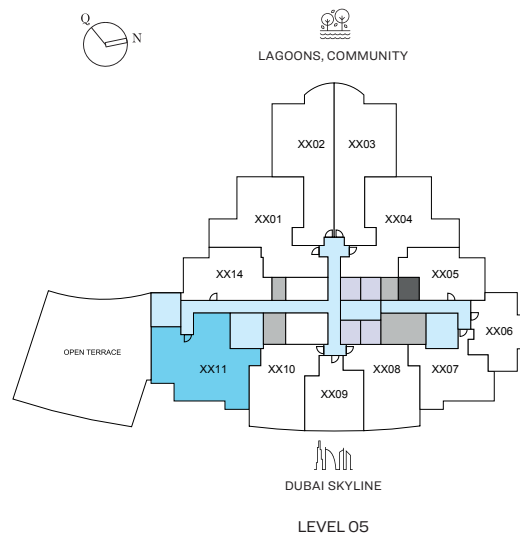 Q
N
LAGOONS, COMMUNITY
XX02
XX03
XX01
XX04
XX14
XX05
XX06
OPEN TERRACE
XX11
XX10
XX08
XX07
XX09
DUBAI SKYLINE
LEVEL 05